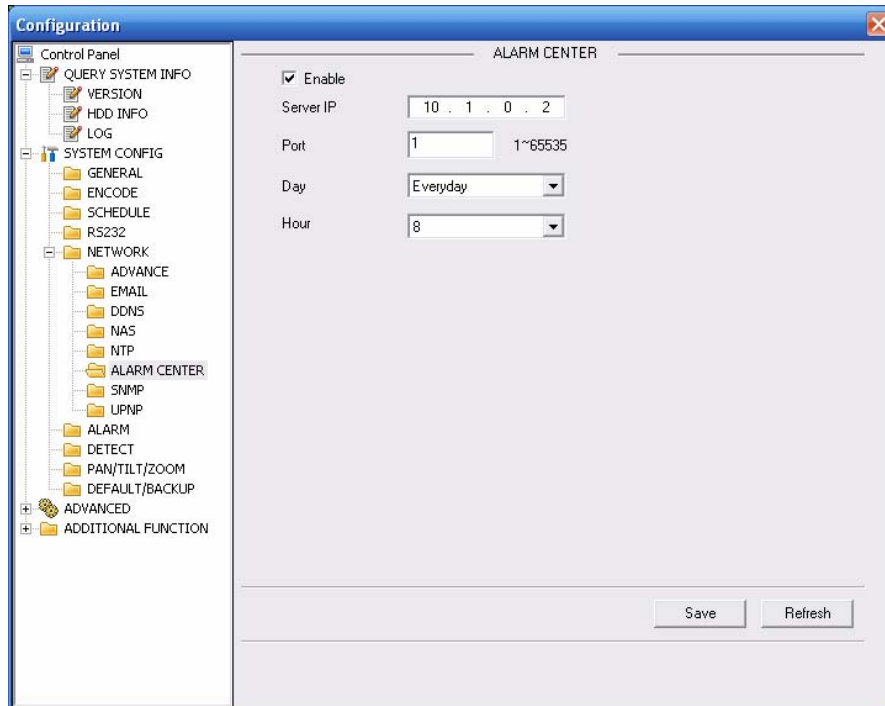 Configuration
Control Panel
QUERY SYSTEM INFO
VERSION
HDD INFO
LOG
SYSTEM CONFIG
GENERAL
ENCODE
SCHEDULE
RS232
NETWORK
ADVANCE
EMAIL
DDNS
NAS
NTP
ALARM CENTER
SNMP
UPNP
ALARM
DETECT
PAN/TILT/ZOOM
DEFAULT/BACKUP
ADVANCED
ADDITIONAL FUNCTION
ALARM CENTER
Enable
Server IP 10 . 1 . 0 . 2
Port 1 1~65535
Day Everyday
Hour 8
Save Refresh